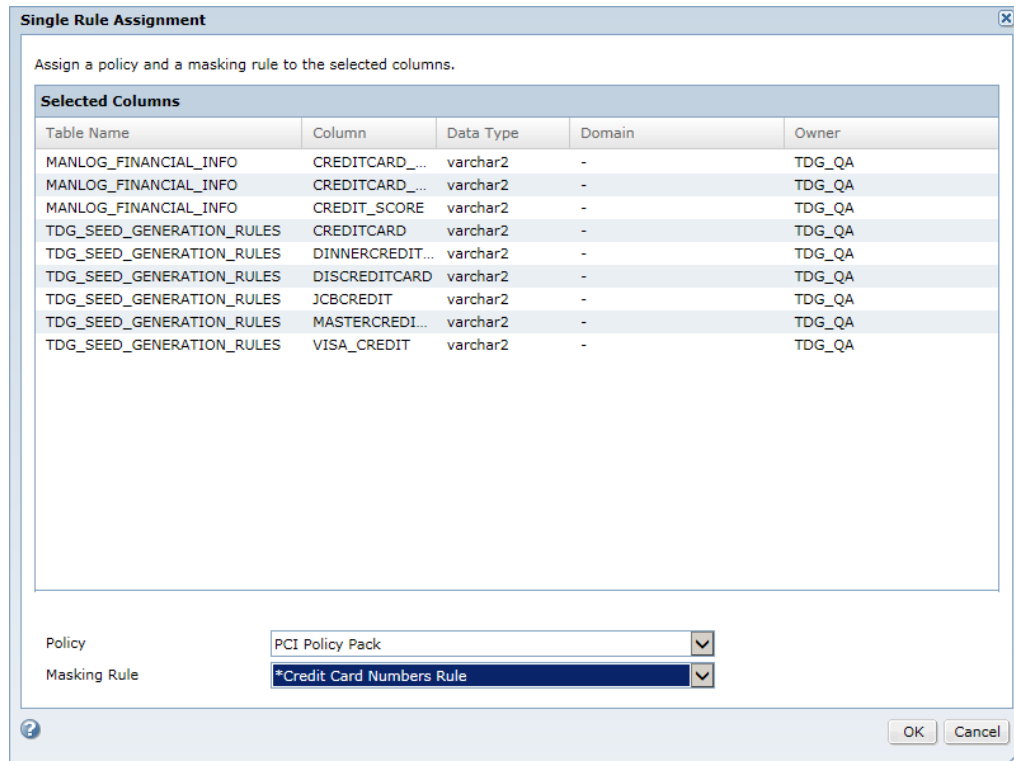 Single Rule Assignment
Assign a policy and a masking rule to the selected columns.
Selected Columns
Table Name Column Data Type Domain Owner
MANLOG_FINANCIAL_INFO CREDITCARD_... varchar2 - TDG_QA
MANLOG_FINANCIAL_INFO CREDITCARD_... varchar2 - TDG_QA
MANLOG_FINANCIAL_INFO CREDIT_SCORE varchar2 - TDG_QA
TDG_SEED_GENERATION_RULES CREDITCARD varchar2 - TDG_QA
TDG_SEED_GENERATION_RULES DINNERCREDIT... varchar2 - TDG_QA
TDG_SEED_GENERATION_RULES DISCREDITCARD varchar2 - TDG_QA
TDG_SEED_GENERATION_RULES JCBCREDIT varchar2 - TDG_QA
TDG_SEED_GENERATION_RULES MASTERCREDI... varchar2 - TDG_QA
TDG_SEED_GENERATION_RULES VISA_CREDIT varchar2 - TDG_QA
Policy PCI Policy Pack
Masking Rule *Credit Card Numbers Rule
? OK Cancel